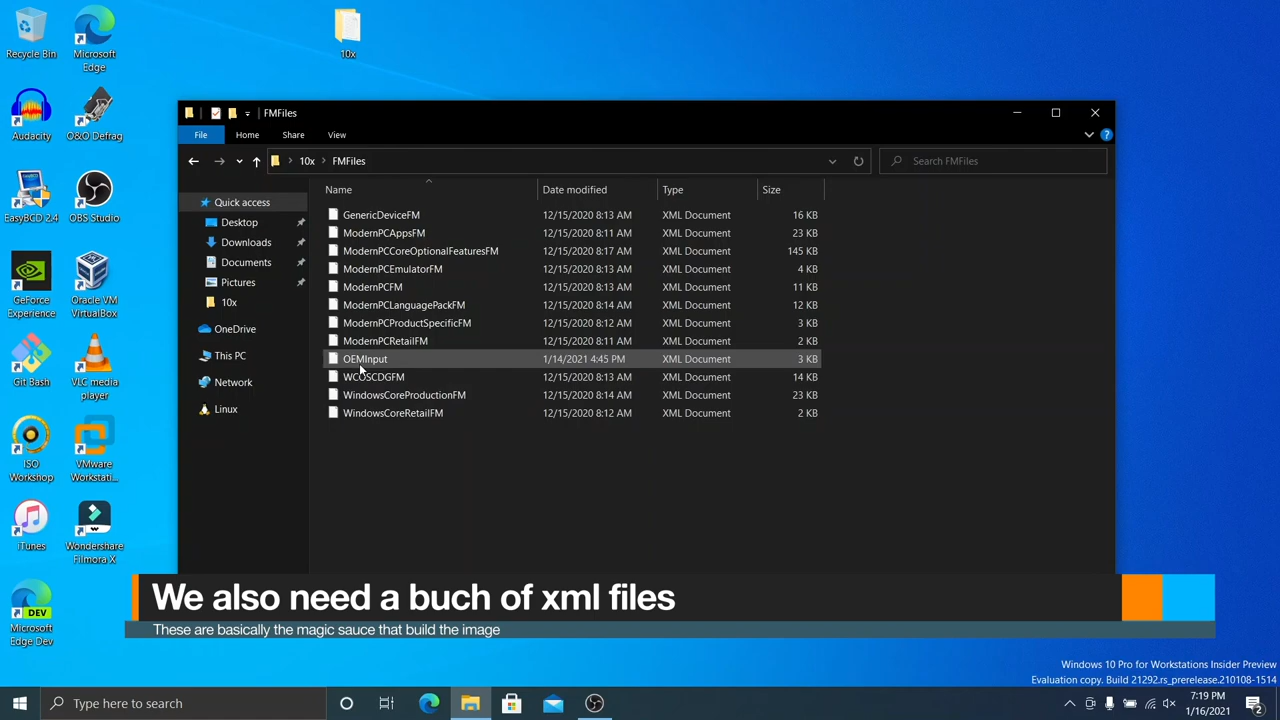 Recycle Bin
Microsoft Edge
10x
Audacity
O&O Defrag
EasyBCD 2.4
OBS Studio
GeForce Experience
Oracle VM VirtualBox
Git Bash
VLC media player
ISO Workshop
VMware Workstati...
iTunes
Wondershare Filmora X
DEV
Microsoft Edge Dev
FMFiles
File Home Share View
10x FMFiles
Search FMFiles
Name Date modified Type Size
Quick access
Desktop
Downloads
Documents
Pictures
10x
OneDrive
This PC
Network
Linux
GenericDeviceFM 12/15/2020 8:13 AM XML Document 16 KB
ModernPCAppsFM 12/15/2020 8:11 AM XML Document 23 KB
ModernPCCoreOptionalFeaturesFM 12/15/2020 8:17 AM XML Document 145 KB
ModernPCEmulatorFM 12/15/2020 8:13 AM XML Document 4 KB
ModernPCFM 12/15/2020 8:13 AM XML Document 11 KB
ModernPCLanguagePackFM 12/15/2020 8:14 AM XML Document 12 KB
ModernPCProductSpecificFM 12/15/2020 8:12 AM XML Document 3 KB
ModernPCRetailFM 12/15/2020 8:11 AM XML Document 2 KB
OEMInput 1/14/2021 4:45 PM XML Document 3 KB
WCOSCDGFM 12/15/2020 8:13 AM XML Document 14 KB
WindowsCoreProductionFM 12/15/2020 8:14 AM XML Document 23 KB
WindowsCoreRetailFM 12/15/2020 8:12 AM XML Document 2 KB
We also need a buch of xml files
These are basically the magic sauce that build the image
Windows 10 Pro for Workstations Insider Preview
Evaluation copy. Build 21292.rs_prerelease.210108-1514
Type here to search
7:19 PM
1/16/2021
2